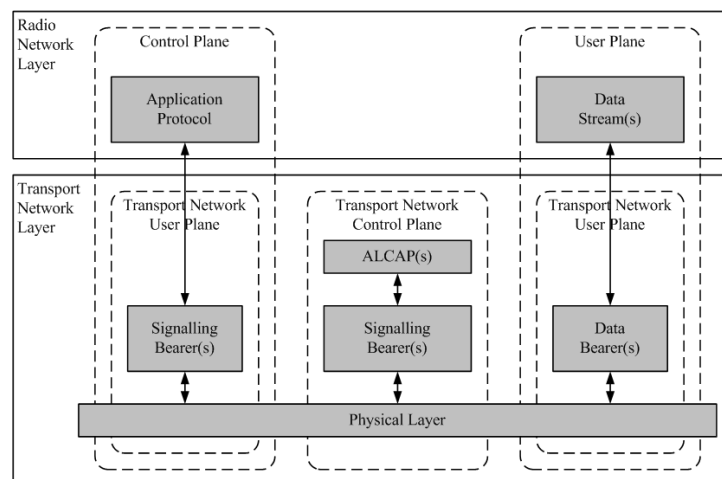 Radio
Network
Layer
Control Plane
User Plane
Application
Protocol
Data
Stream(s)
Transport
Network
Layer
Transport Network
User Plane
Transport Network
Control Plane
Transport Network
User Plane
ALCAP(s)
Signalling
Bearer(s)
Signalling
Bearer(s)
Data
Bearer(s)
Physical Layer